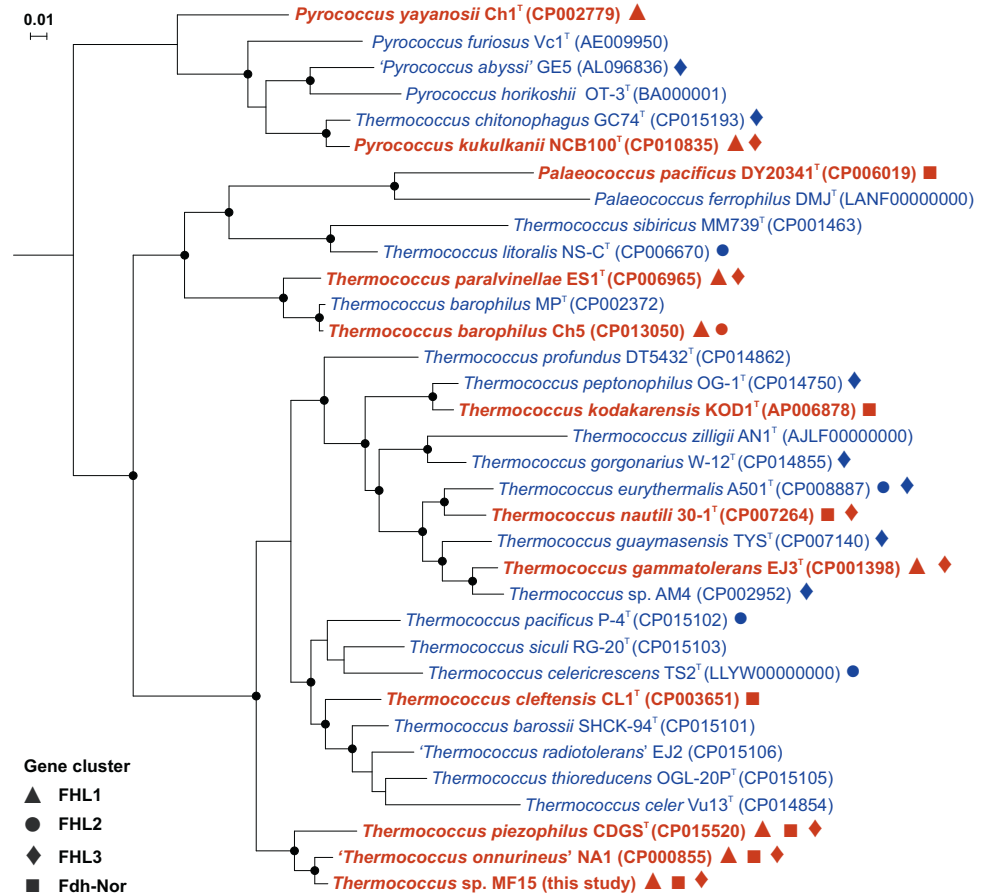 0.01
Pyrococcus yayanosii Ch1T (CP002779)
Pyrococcus furiosus Vc1T (AE009950)
‘Pyrococcus abyssi’ GE5 (AL096836)
Pyrococcus horikoshii OT-3T (BA000001)
Thermococcus chitonophagus GC74T (CP015193)
Pyrococcus kukulkanii NCB100T (CP010835)
Palaeococcus pacificus DY20341T (CP006019)
Palaeococcus ferrophilus DMJT (LANF00000000)
Thermococcus sibiricus MM739T (CP001463)
Thermococcus litoralis NS-CT (CP006670)
Thermococcus paralvinellae ES1T (CP006965)
Thermococcus barophilus MPT (CP002372)
Thermococcus barophilus Ch5 (CP013050)
Thermococcus profundus DT5432T (CP014862)
Thermococcus peptonophilus OG-1T (CP014750)
Thermococcus kodakarensis KOD1T (AP006878)
Thermococcus zilligii AN1T (AJLF00000000)
Thermococcus gorgonarius W-12T (CP014855)
Thermococcus eurythermalis A501T (CP008887)
Thermococcus nautili 30-1T (CP007264)
Thermococcus guaymasensis TYST (CP007140)
Thermococcus gammatolerans EJ3T (CP001398)
Thermococcus sp. AM4 (CP002952)
Thermococcus pacificus P-4T (CP015102)
Thermococcus siculi RG-20T (CP015103)
Thermococcus celericrescens TS2T (LLYW00000000)
Thermococcus cleftensis CL1T (CP003651)
Thermococcus barossii SHCK-94T (CP015101)
‘Thermococcus radiotolerans’ EJ2 (CP015106)
Thermococcus thioreducens OGL-20PT (CP015105)
Thermococcus celer Vu13T (CP014854)
Thermococcus piezophilus CDGST (CP015520)
‘Thermococcus onnurineus’ NA1 (CP000855)
Thermococcus sp. MF15 (this study)
Gene cluster
FHL1
FHL2
FHL3
Fdh-Nor